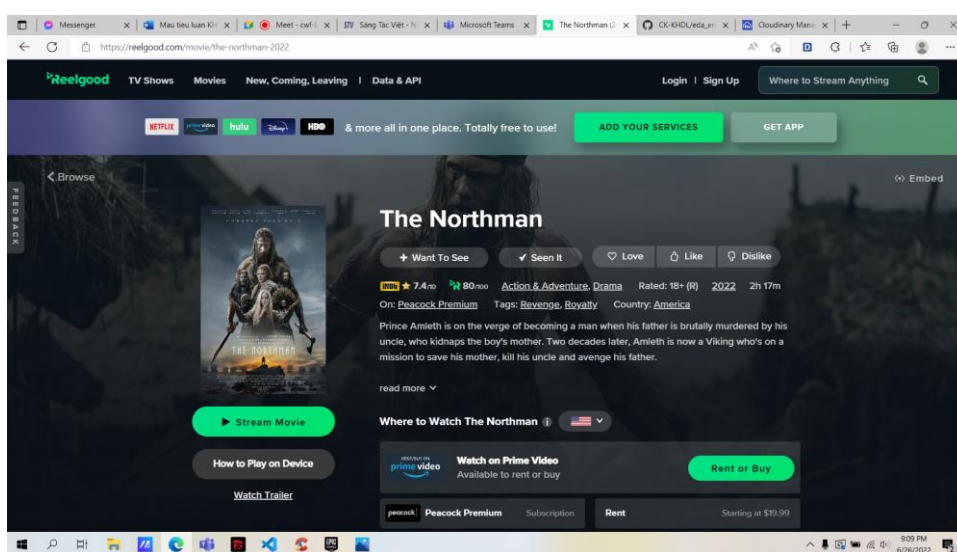 Messenger
Mau tieu luan KH
Meet - cwf-i
STV Sáng Tác Việt - N
Microsoft Teams
The Northman (2
CK-KHDL/eda_em
Cloudinary Mana
https://reelgood.com/movie/the-northman-2022
Reelgood TV Shows Movies New, Coming, Leaving | Data & API Login | Sign Up Where to Stream Anything
NETFLIX prime video hulu Disney+ HBO & more all in one place. Totally free to use! ADD YOUR SERVICES GET APP
Browse
Embed
FEEDBACK
The Northman
+ Want To See Seen It Love Like Dislike
IMDb 7.4/10 R 80/100 Action & Adventure, Drama Rated: 18+ (R) 2022 2h 17m
On: Peacock Premium Tags: Revenge, Royalty Country: America
Prince Amleth is on the verge of becoming a man when his father is brutally murdered by his
uncle, who kidnaps the boy's mother. Two decades later, Amleth is now a Viking who's on a
mission to save his mother, kill his uncle and avenge his father.
read more
THE NORTHMAN
Stream Movie
How to Play on Device
Watch Trailer
Where to Watch The Northman
RENT/BUY ON
prime video
Watch on Prime Video
Available to rent or buy
Rent or Buy
peacock Peacock Premium Subscription
Rent Starting at $19.99
EPIC
9:09 PM
6/26/2022